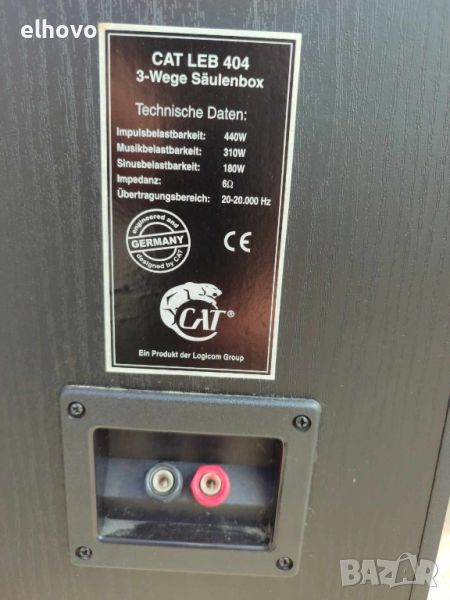 elhovo
CAT LEB 404
3-Wege Säulenbox
Technische Daten:
Impulsbelastbarkeit: 440W
Musikbelastbarkeit: 310W
Sinusbelastbarkeit: 180W
Impedanz: 6Ω
Übertragungsbereich: 20-20.000 Hz
engineered and
GERMANY
designed by CAT
CE
CAT®
Ein Produkt der Logicom Group
BAZAR